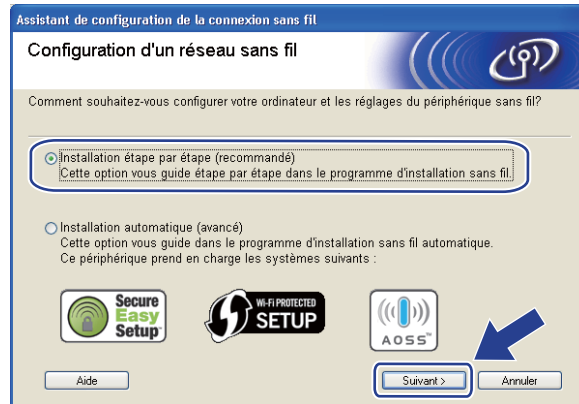 Assistant de configuration de la connexion sans fil
Configuration d'un réseau sans fil
Comment souhaitez-vous configurer votre ordinateur et les réglages du périphérique sans fil?
Installation étape par étape (recommandé)
Cette option vous guide étape par étape dans le programme d'installation sans fil.
Installation automatique (avancé)
Cette option vous guide dans le programme d'installation sans fil automatique.
Ce périphérique prend en charge les systèmes suivants :
Secure
Easy
Setup™
WI-FI PROTECTED
SETUP
AOSS™
Aide
Suivant >
Annuler